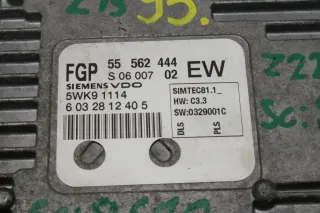 95.
FGP 55 562 444 EW
S 06 007 02
SIEMENS VDO
5WK9 1114
6 03 28 12 40 5
SIMTEC81.1_
HW: C3.3
SW:0329001C
DLS
PLS